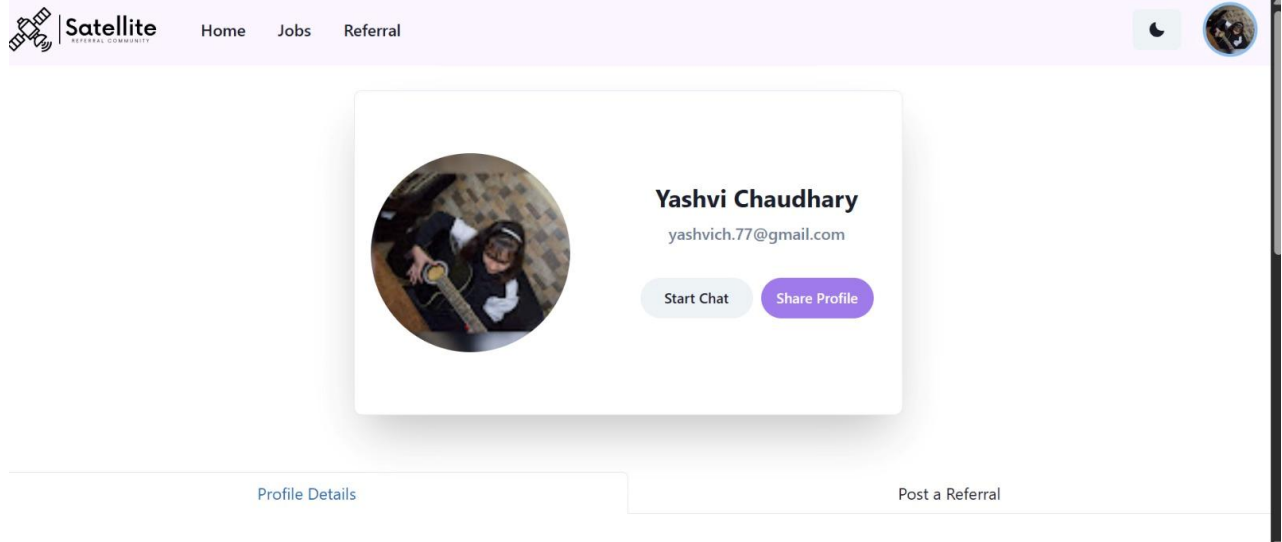 Satellite
REFERRAL COMMUNITY
Home Jobs Referral
Yashvi Chaudhary
yashvich.77@gmail.com
Start Chat Share Profile
Profile Details Post a Referral